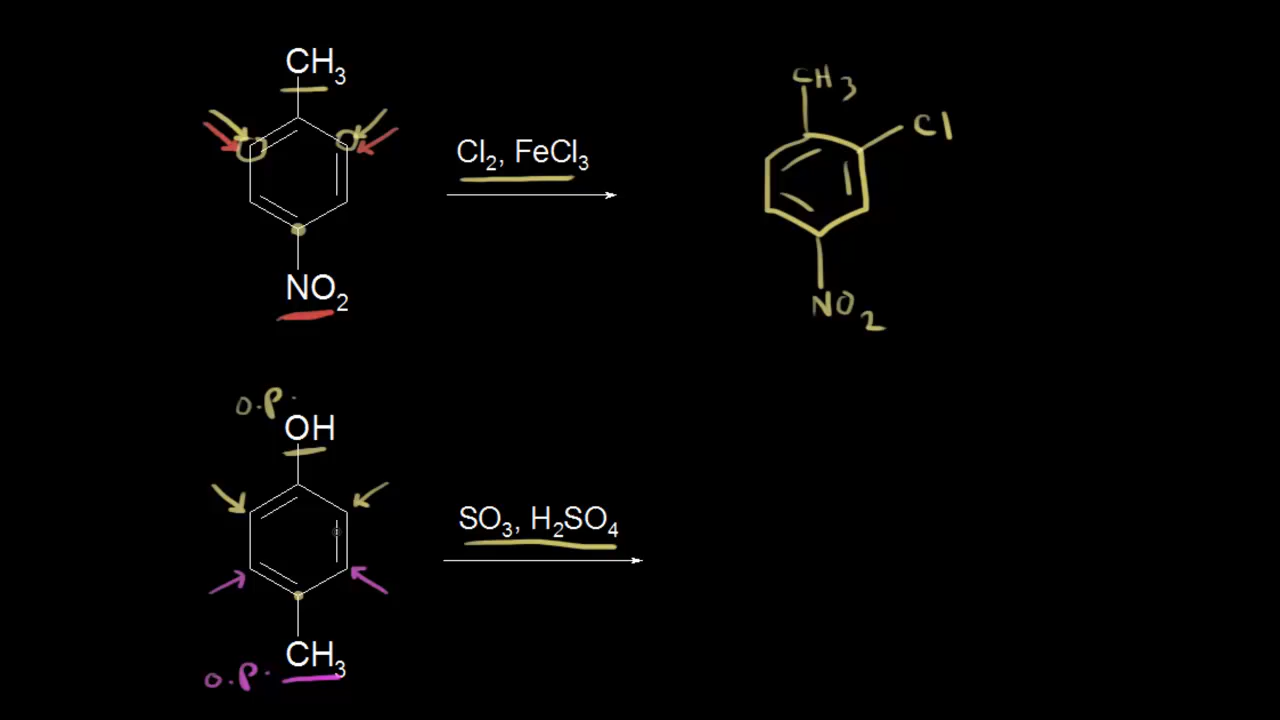 CH3
CH3
Cl
Cl2, FeCl3
NO2
NO2
o.p.
OH
SO3, H2SO4
CH3
o.p.